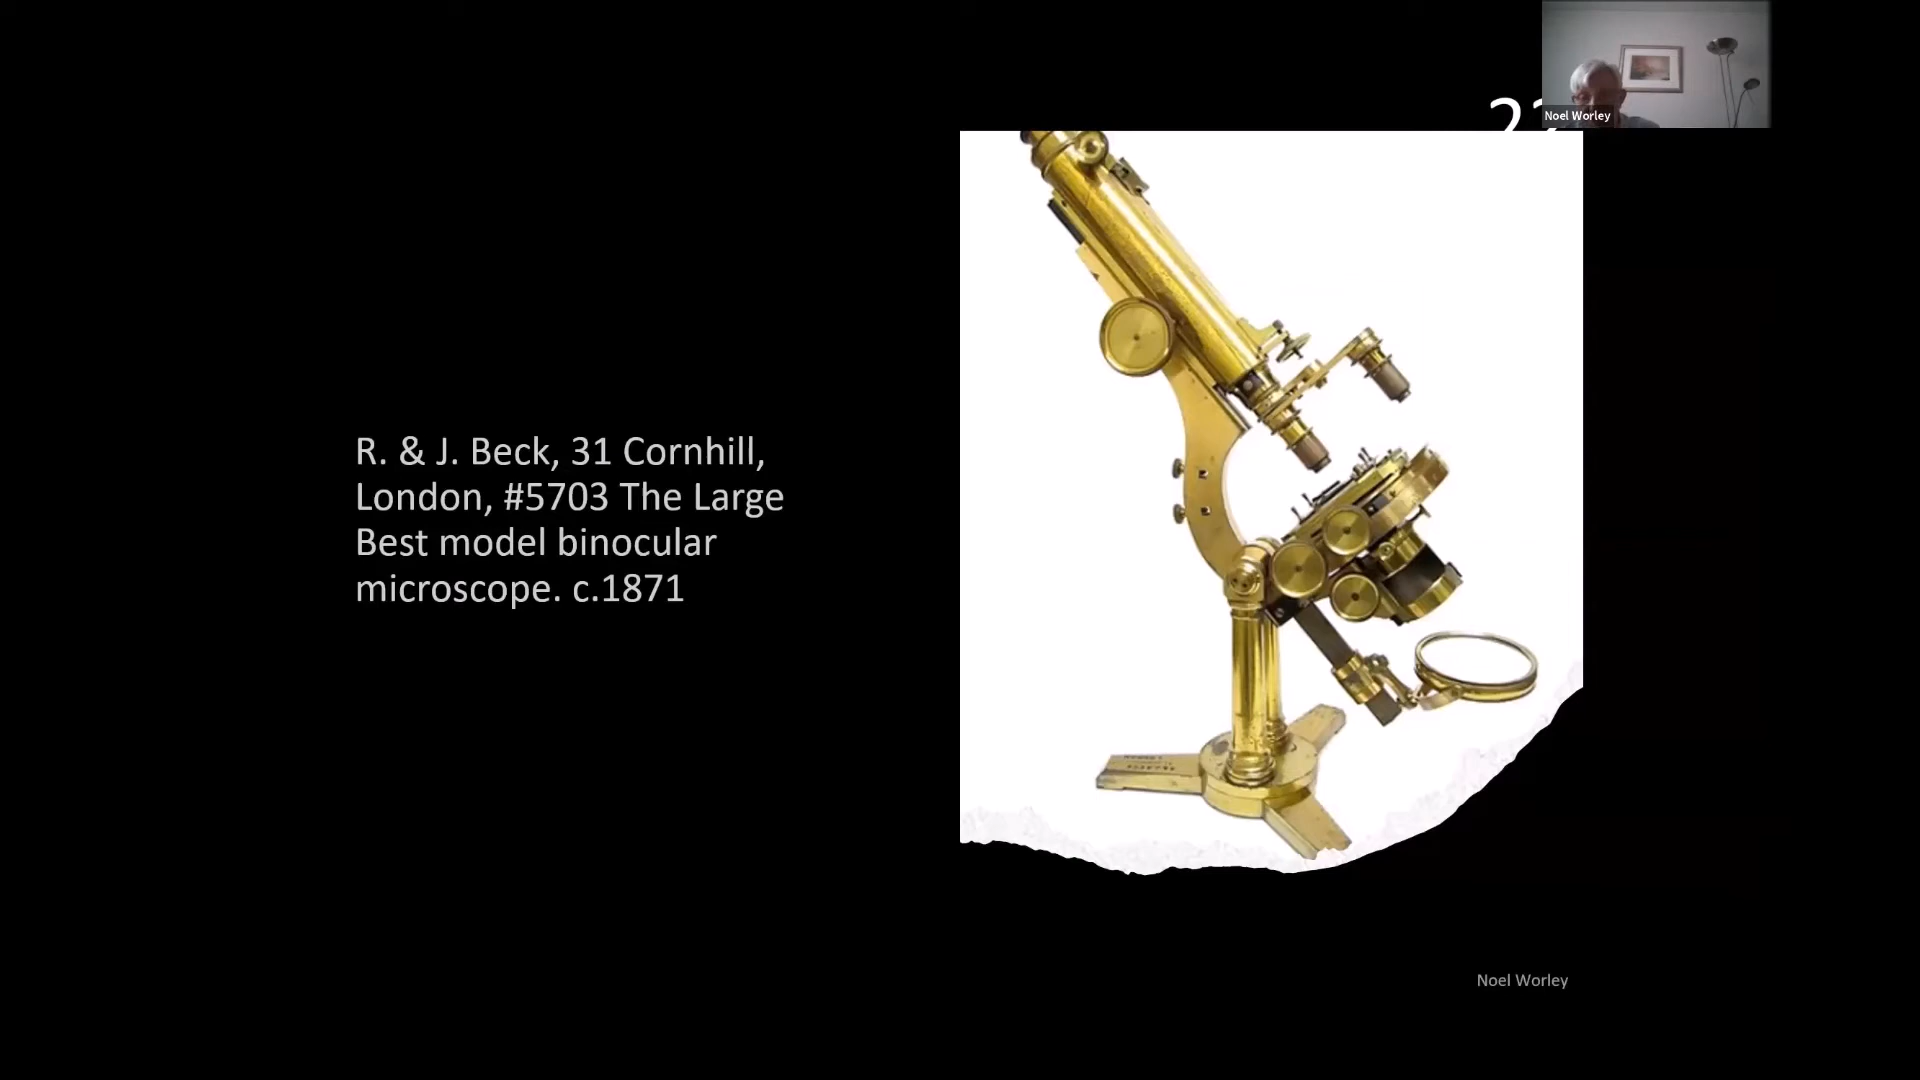 Noel Worley
R. & J. Beck, 31 Cornhill,
London, #5703 The Large
Best model binocular
microscope. c.1871
Noel Worley